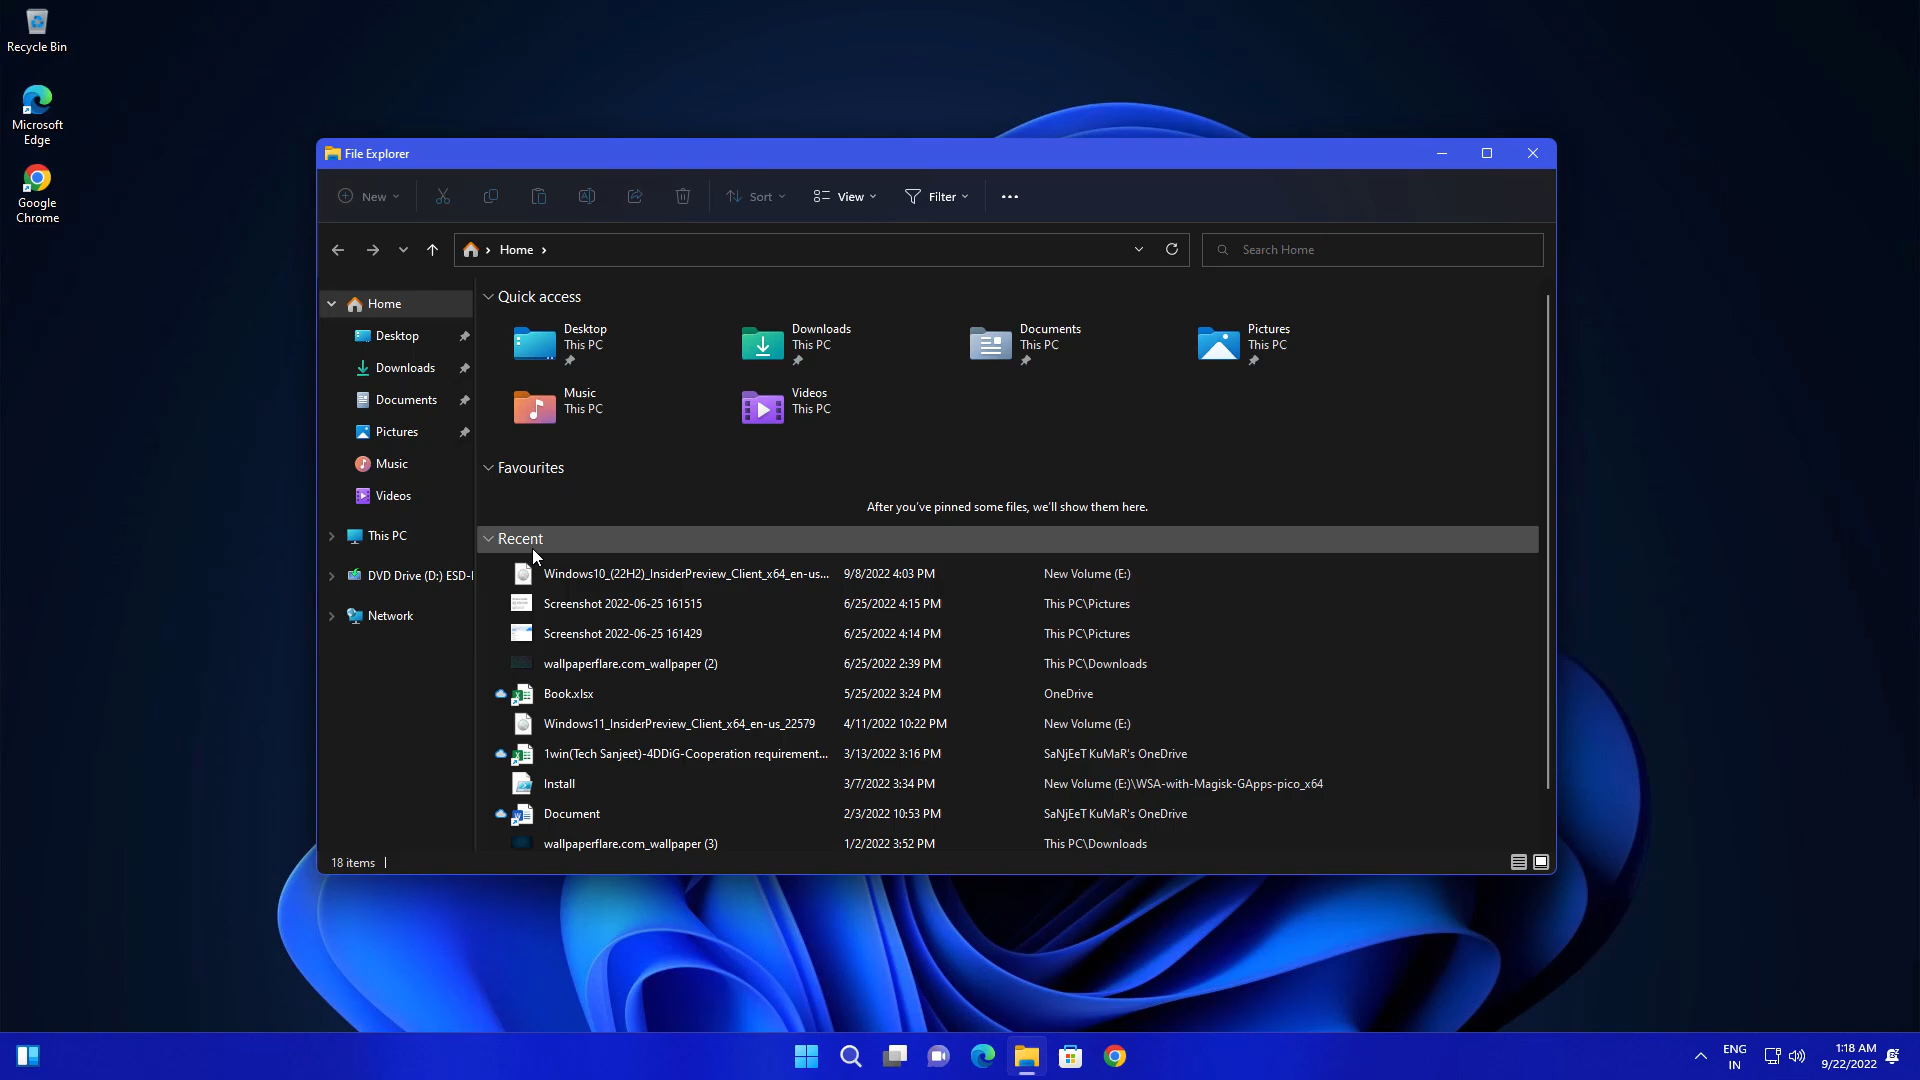 Recycle Bin
Microsoft
Edge
Google
Chrome
File Explorer
New
Sort
View
Filter
Home
Search Home
Home
Desktop
Downloads
Documents
Pictures
Music
Videos
This PC
DVD Drive (D:) ESD-I
Network
Quick access
Desktop
This PC
Downloads
This PC
Documents
This PC
Pictures
This PC
Music
This PC
Videos
This PC
Favourites
After you've pinned some files, we'll show them here.
Recent
Windows10_(22H2)_InsiderPreview_Client_x64_en-us... 9/8/2022 4:03 PM New Volume (E:)
Screenshot 2022-06-25 161515 6/25/2022 4:15 PM This PC\Pictures
Screenshot 2022-06-25 161429 6/25/2022 4:14 PM This PC\Pictures
wallpaperflare.com_wallpaper (2) 6/25/2022 2:39 PM This PC\Downloads
Book.xlsx 5/25/2022 3:24 PM OneDrive
Windows11_InsiderPreview_Client_x64_en-us_22579 4/11/2022 10:22 PM New Volume (E:)
1win(Tech Sanjeet)-4DDiG-Cooperation requirement... 3/13/2022 3:16 PM SaNjEeT KuMaR's OneDrive
Install 3/7/2022 3:34 PM New Volume (E:)\WSA-with-Magisk-GApps-pico_x64
Document 2/3/2022 10:53 PM SaNjEeT KuMaR's OneDrive
wallpaperflare.com_wallpaper (3) 1/2/2022 3:52 PM This PC\Downloads
18 items
ENG
IN
1:18 AM
9/22/2022